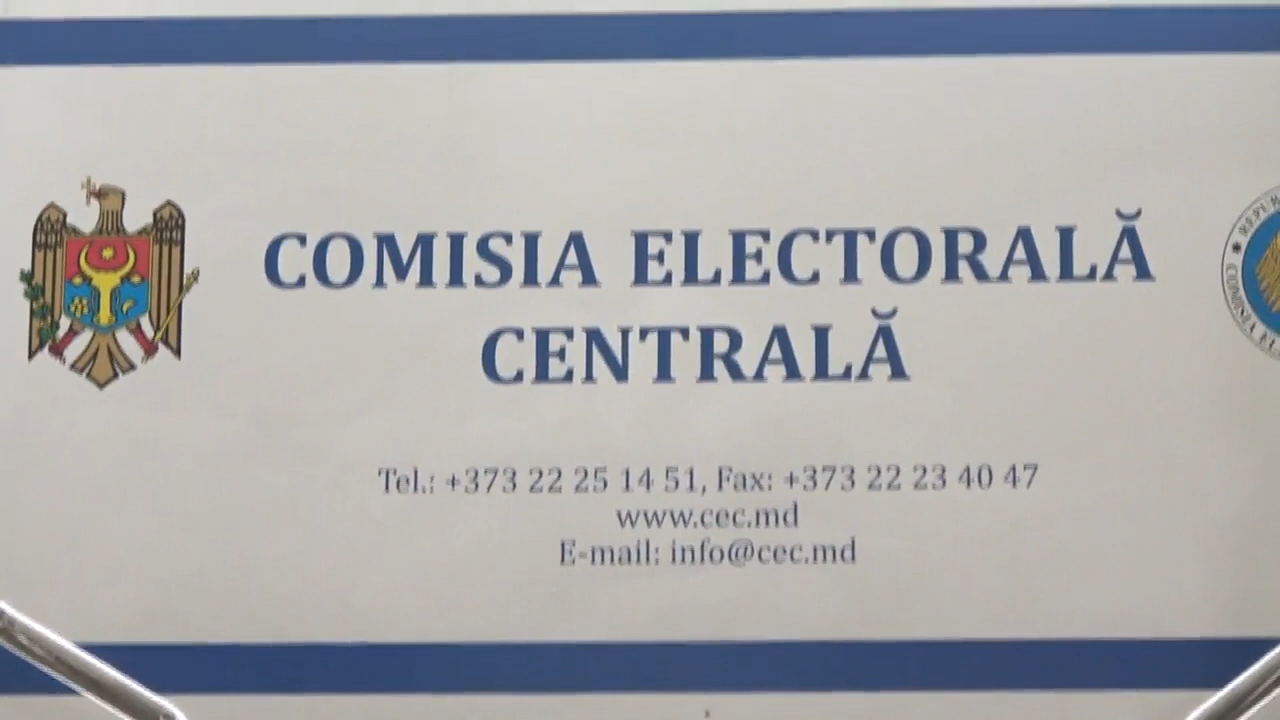 COMISIA ELECTORALĂ
CENTRALĂ
Tel.: +373 22 25 14 51, Fax: +373 22 23 40 47
www.cec.md
E-mail: info@cec.md